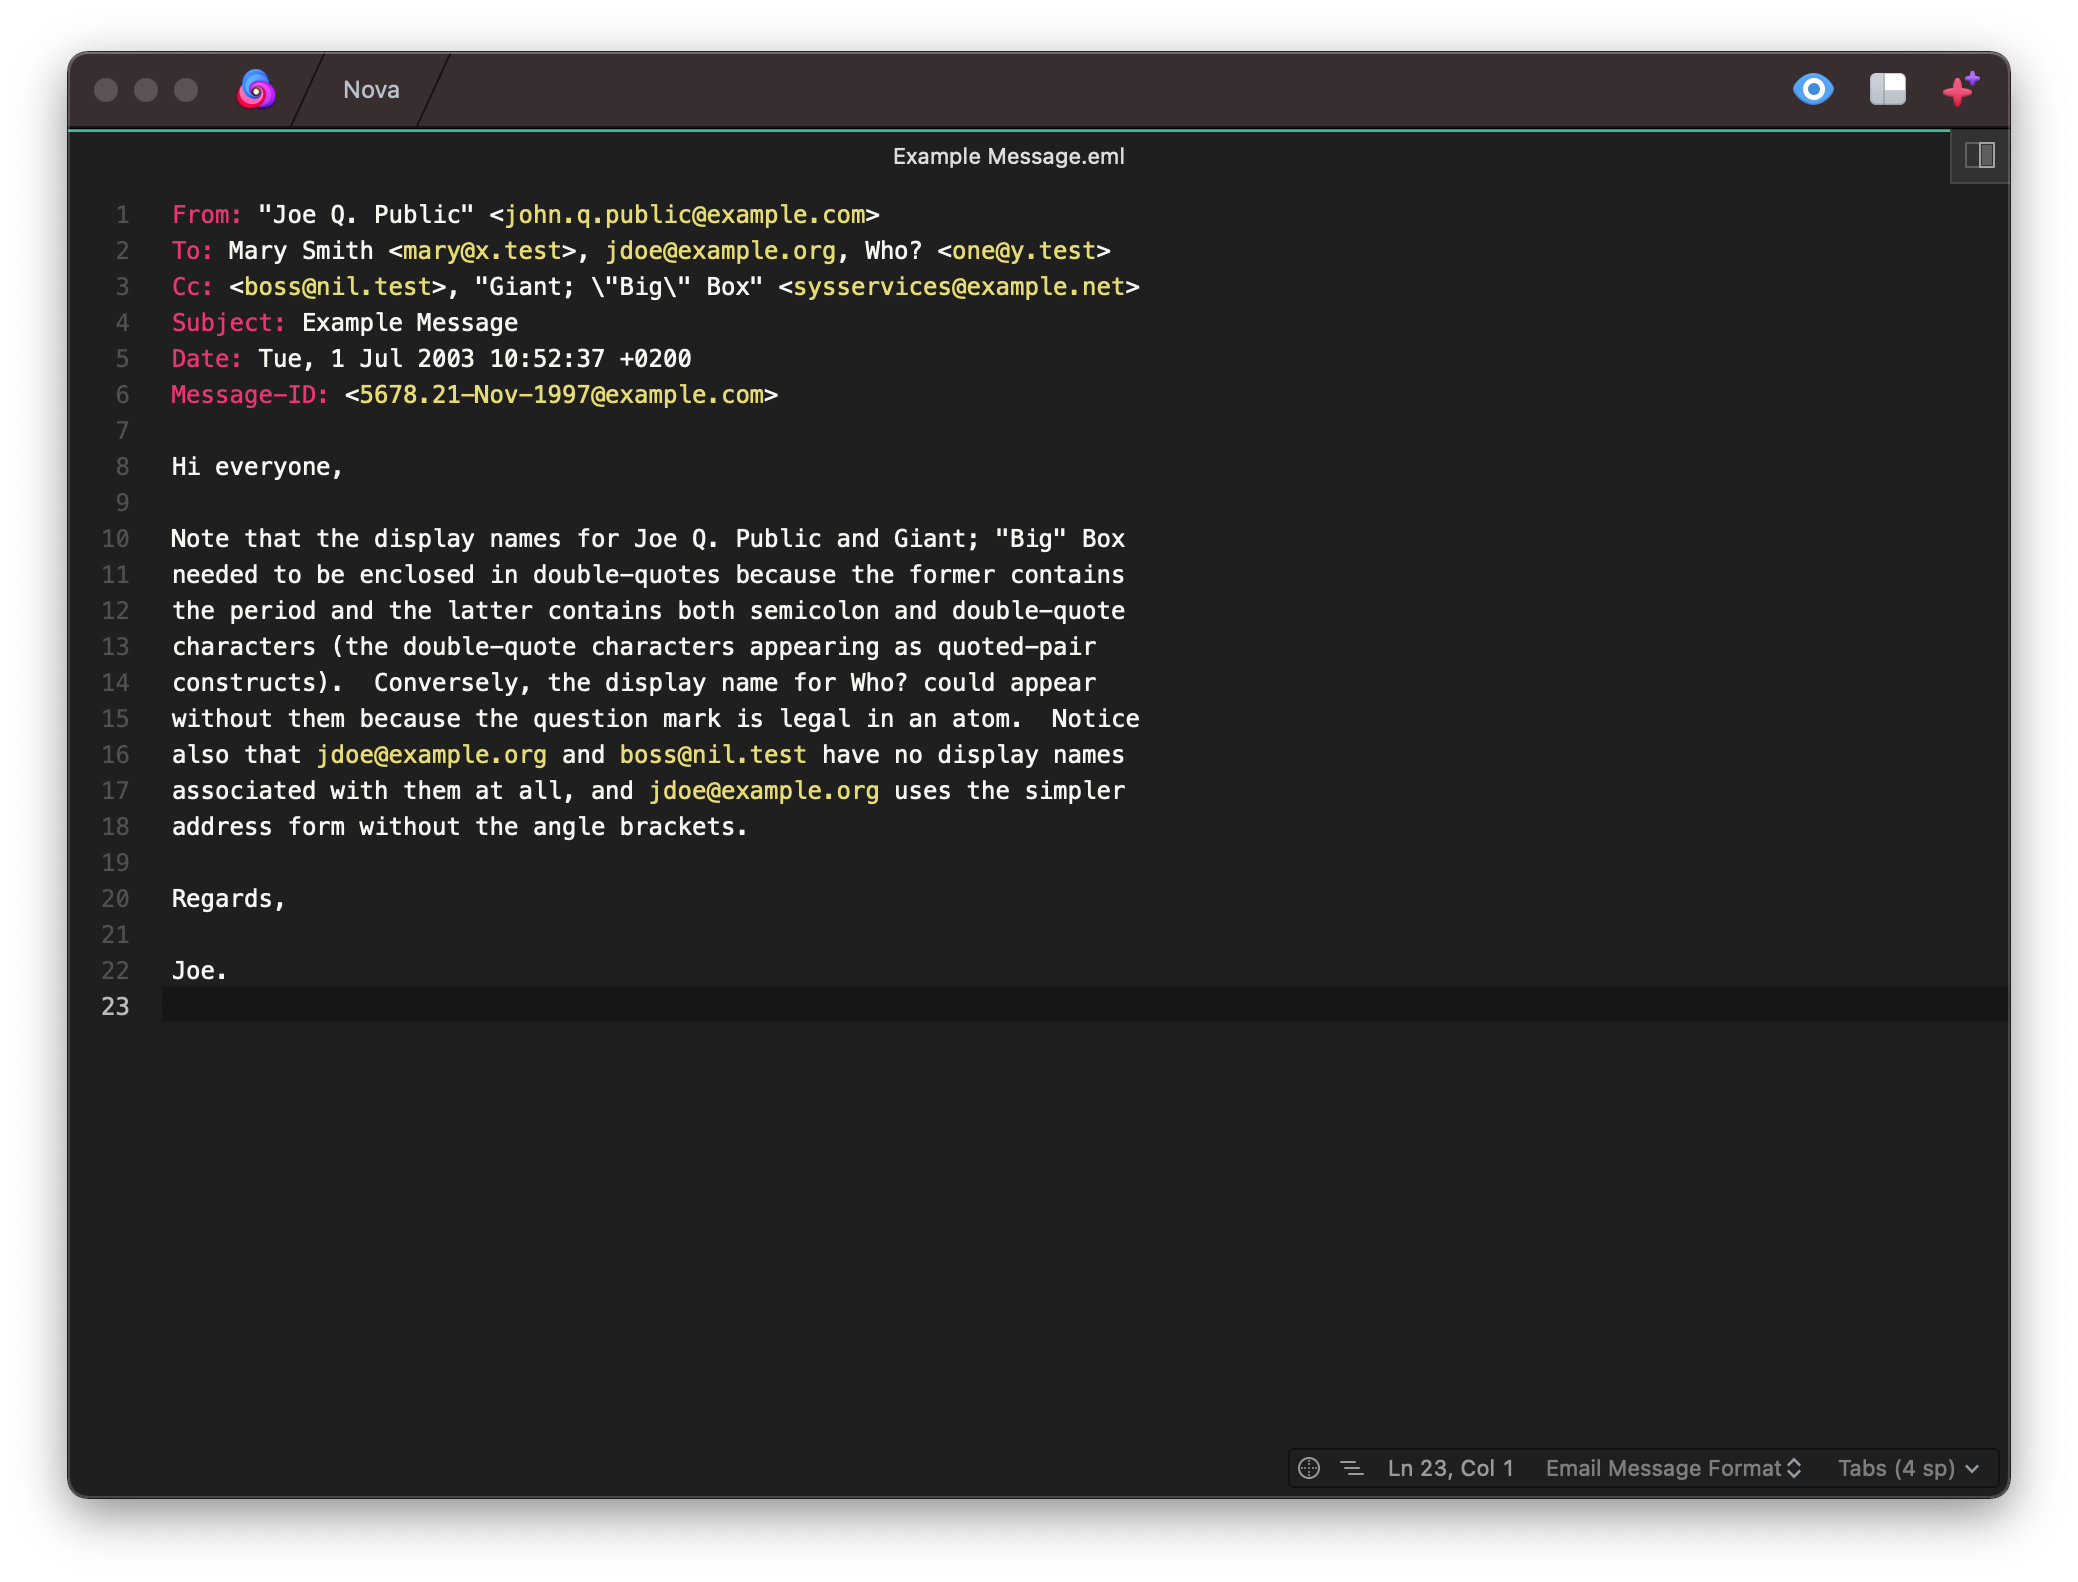 Nova
Example Message.eml
1 From: "Joe Q. Public" <john.q.public@example.com>
2 To: Mary Smith <mary@x.test>, jdoe@example.org, Who? <one@y.test>
3 Cc: <boss@nil.test>, "Giant; \"Big\" Box" <sysservices@example.net>
4 Subject: Example Message
5 Date: Tue, 1 Jul 2003 10:52:37 +0200
6 Message-ID: <5678.21-Nov-1997@example.com>
7
8 Hi everyone,
9
10 Note that the display names for Joe Q. Public and Giant; "Big" Box
11 needed to be enclosed in double-quotes because the former contains
12 the period and the latter contains both semicolon and double-quote
13 characters (the double-quote characters appearing as quoted-pair
14 constructs).  Conversely, the display name for Who? could appear
15 without them because the question mark is legal in an atom.  Notice
16 also that jdoe@example.org and boss@nil.test have no display names
17 associated with them at all, and jdoe@example.org uses the simpler
18 address form without the angle brackets.
19
20 Regards,
21
22 Joe.
23
Ln 23, Col 1 Email Message Format Tabs (4 sp)